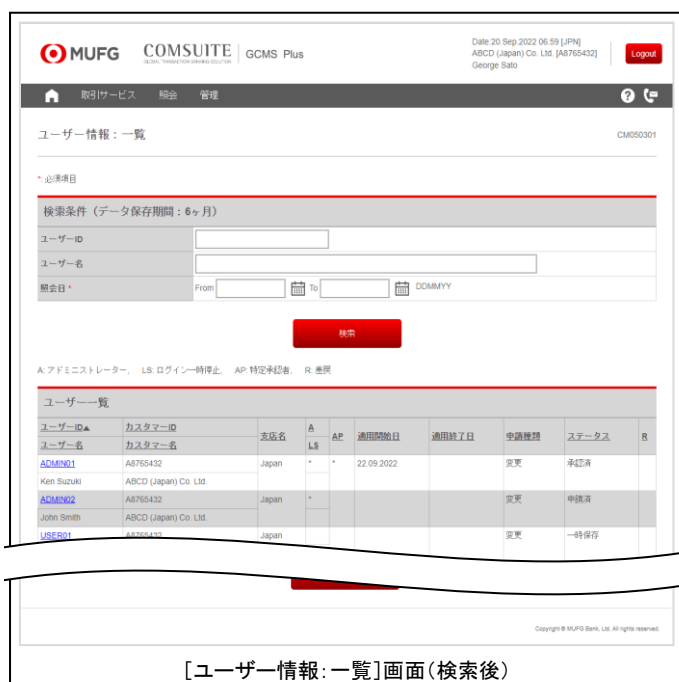 MUFG COMSUITE GCMS Plus
GLOBAL TRANSACTION BANKING SOLUTION
Date:20.Sep.2022 06:59 [JPN]
ABCD (Japan) Co. Ltd. [A8765432]
George Sato
Logout
取引サービス 照会 管理
ユーザー情報：一覧 CM050301
*: 必須項目
検索条件（データ保存期間：6ヶ月）
ユーザーID
ユーザー名
照会日 * From To DDMMYY
検索
A: アドミニストレーター, LS: ログイン一時停止, AP: 特定承認者, R: 差戻
ユーザー一覧
ユーザーID▲ カスタマーID 支店名 A AP 適用開始日 適用終了日 申請種類 ステータス R
ユーザー名 カスタマー名 LS
ADMIN01 A8765432 Japan * * 22.09.2022 変更 承認済
Ken Suzuki ABCD (Japan) Co. Ltd.
ADMIN02 A8765432 Japan * 変更 申請済
John Smith ABCD (Japan) Co. Ltd.
USER01 A8765432 Japan 変更 一時保存
Copyright © MUFG Bank, Ltd. All rights reserved.
[ユーザー情報：一覧]画面（検索後）